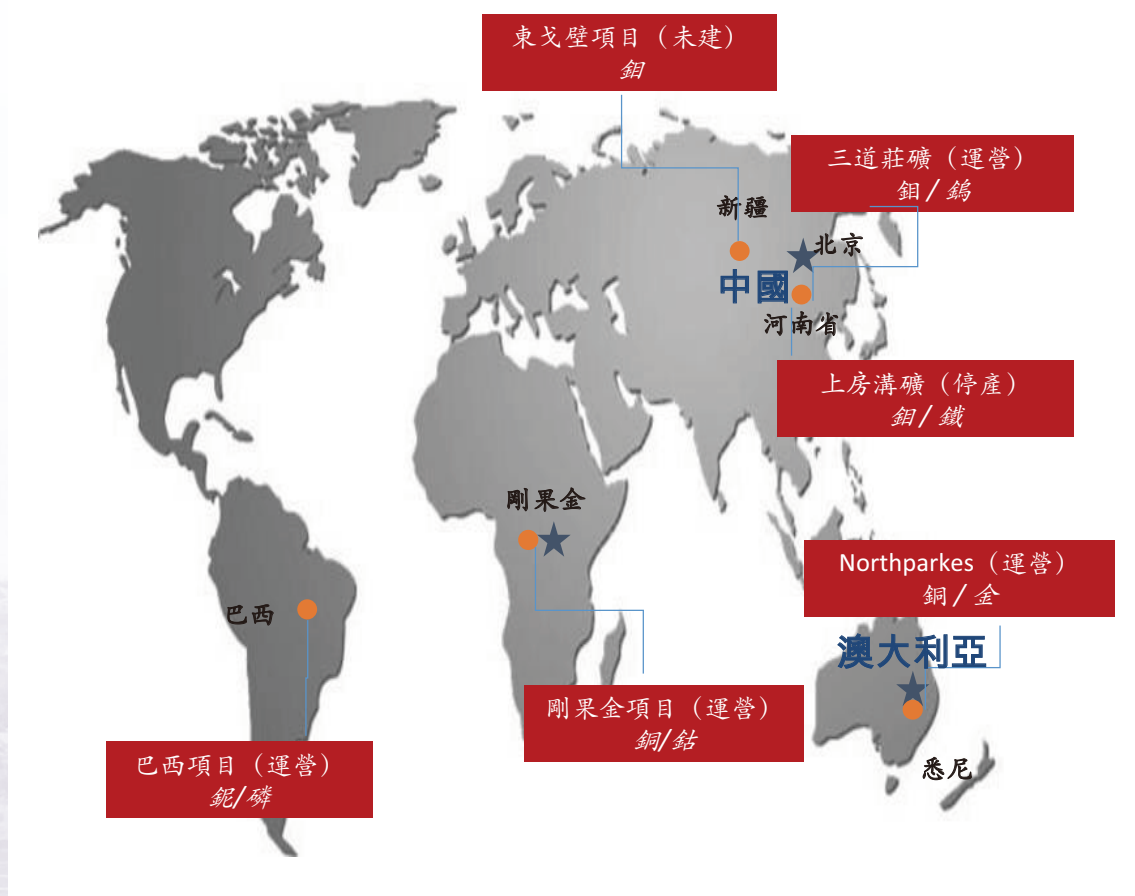 東戈壁項目（未建）
鉬
三道莊礦（運營）
鉬 / 鎢
新疆
北京
中國
河南省
上房溝礦（停產）
鉬 / 鐵
剛果金
Northparkes（運營）
銅 / 金
巴西
澳大利亞
剛果金項目（運營）
銅/鈷
巴西項目（運營）
鈮/磷
悉尼